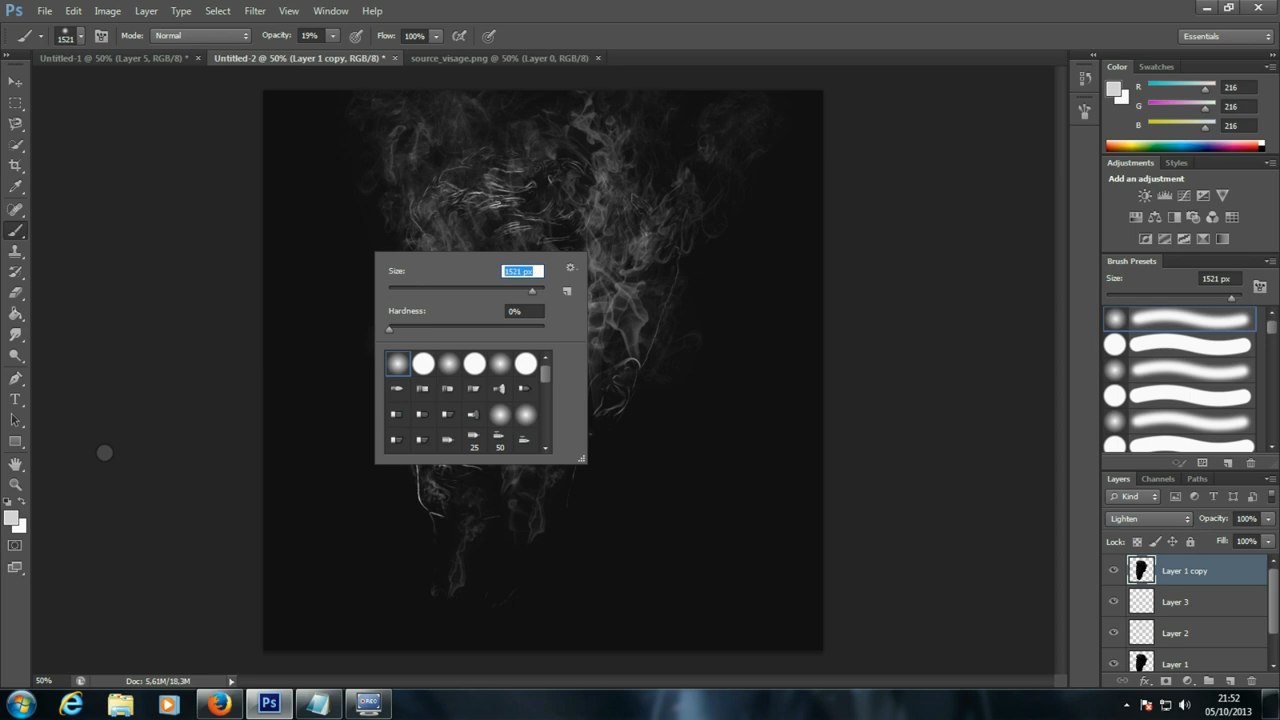 Ps File Edit Image Layer Type Select Filter View Window Help
1521 Mode: Normal Opacity: 19% Flow: 100% Essentials
Untitled-1 @ 50% (Layer 5, RGB/8) * × Untitled-2 @ 50% (Layer 1 copy, RGB/8) * × source_visage.png @ 50% (Layer 0, RGB/8) ×
Color Swatches
R 216
G 216
B 216
Adjustments Styles
Add an adjustment
Brush Presets
Size: 1521 px
Size: 1521 px
Hardness: 0%
25 50
Layers Channels Paths
Kind
Lighten Opacity: 100%
Lock: Fill: 100%
Layer 1 copy
Layer 3
Layer 2
Layer 1
50% Doc: 5,61M/18,3M
Ps OREO 21:52
05/10/2013